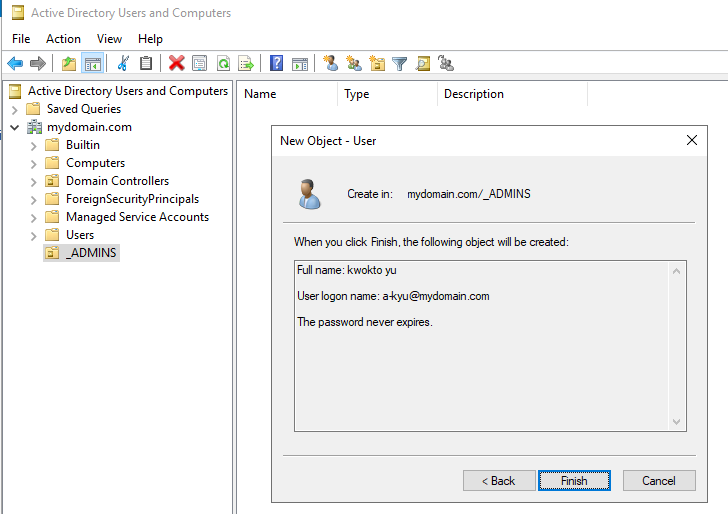 Active Directory Users and Computers
File Action View Help
Active Directory Users and Computers
Saved Queries
mydomain.com
Builtin
Computers
Domain Controllers
ForeignSecurityPrincipals
Managed Service Accounts
Users
_ADMINS
Name Type Description
New Object - User
Create in: mydomain.com/_ADMINS
When you click Finish, the following object will be created:
Full name: kwokto yu
User logon name: a-kyu@mydomain.com
The password never expires.
< Back Finish Cancel